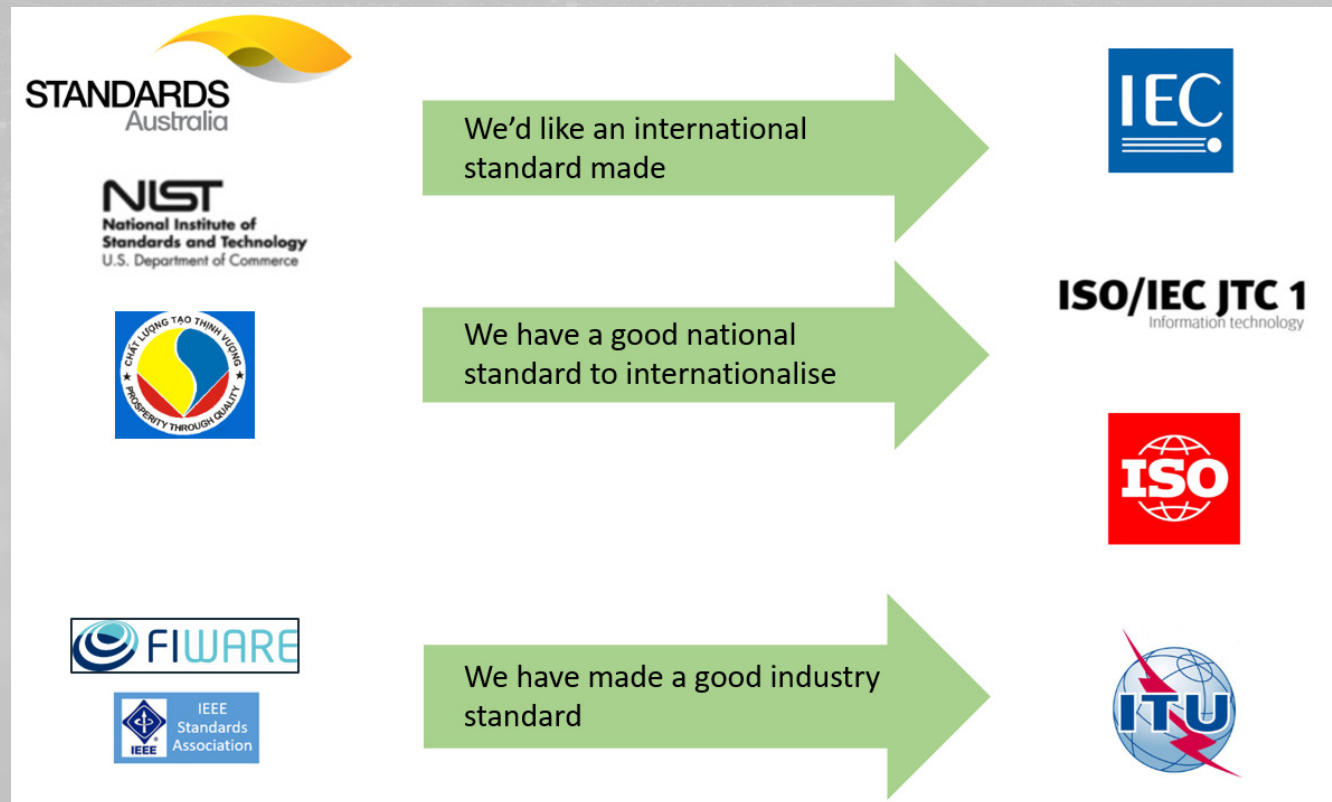 STANDARDS
Australia
We'd like an international
standard made
IEC
NIST
National Institute of
Standards and Technology
U.S. Department of Commerce
ISO/IEC JTC 1
Information technology
CHẤT LƯỢNG TẠO THỊNH VƯỢNG
PROSPERITY THROUGH QUALITY
We have a good national
standard to internationalise
ISO
FIWARE
IEEE
Standards
Association
IEEE
We have made a good industry
standard
ITU